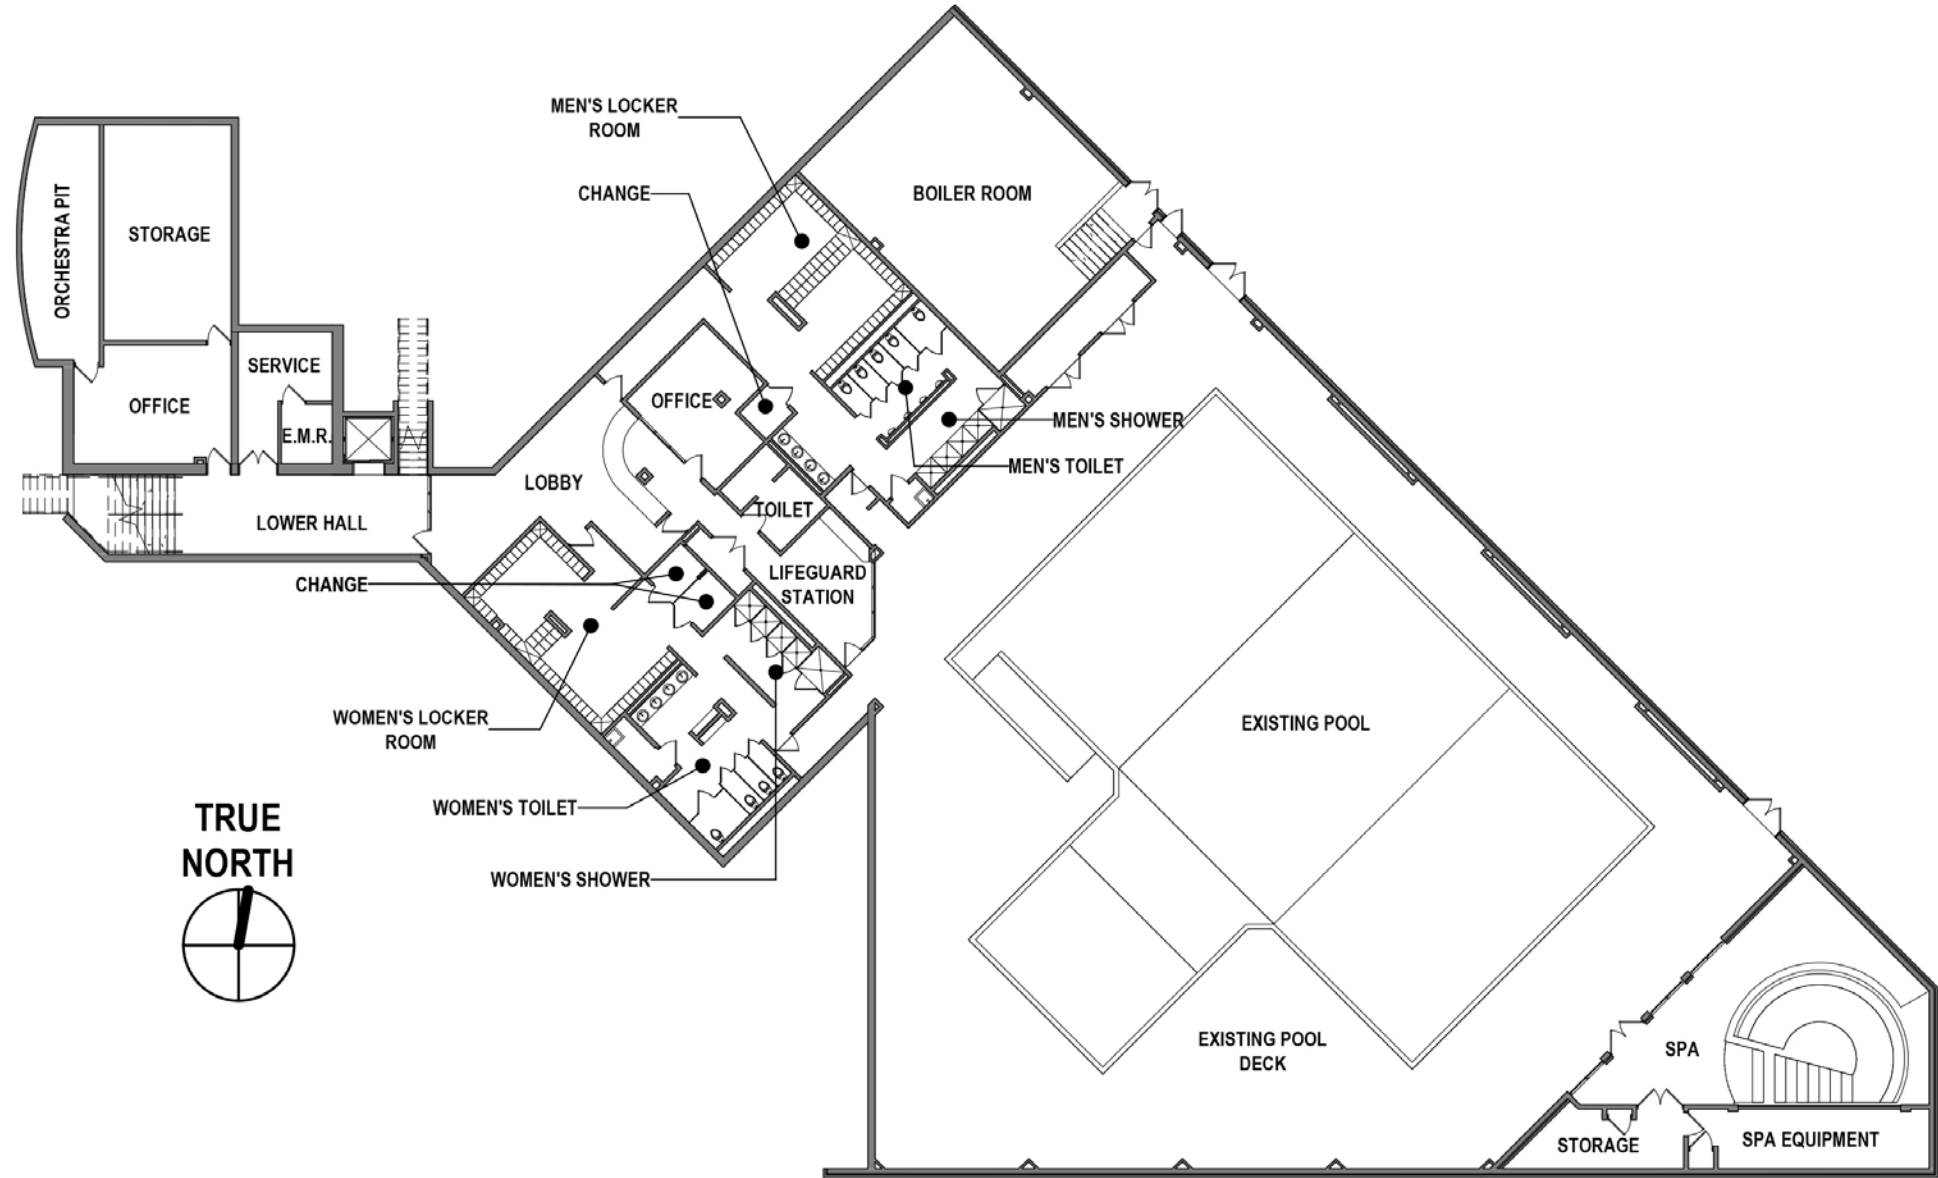 MEN'S LOCKER
ROOM
CHANGE
BOILER ROOM
ORCHESTRA PIT
STORAGE
SERVICE
OFFICE
E.M.R.
OFFICE
MEN'S SHOWER
MEN'S TOILET
LOBBY
TOILET
LOWER HALL
LIFEGUARD
STATION
CHANGE
WOMEN'S LOCKER
ROOM
EXISTING POOL
WOMEN'S TOILET
WOMEN'S SHOWER
TRUE
NORTH
EXISTING POOL
DECK
SPA
STORAGE
SPA EQUIPMENT